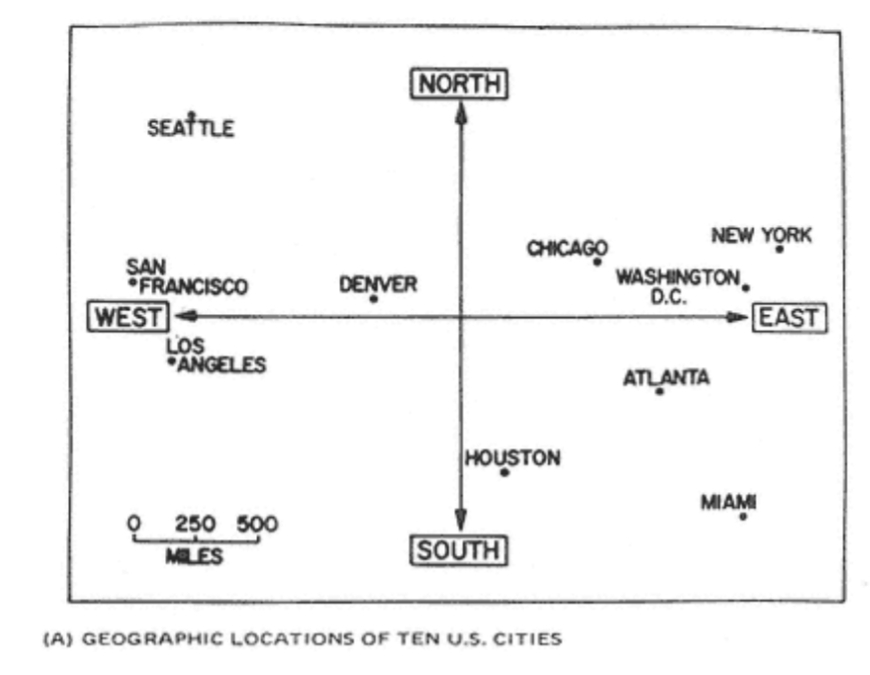 NORTH
SEATTLE
CHICAGO
NEW YORK
SAN
FRANCISCO
DENVER
WASHINGTON
D.C.
WEST
EAST
LOS
ANGELES
ATLANTA
HOUSTON
MIAMI
0 250 500
MILES
SOUTH
(A) GEOGRAPHIC LOCATIONS OF TEN U.S. CITIES